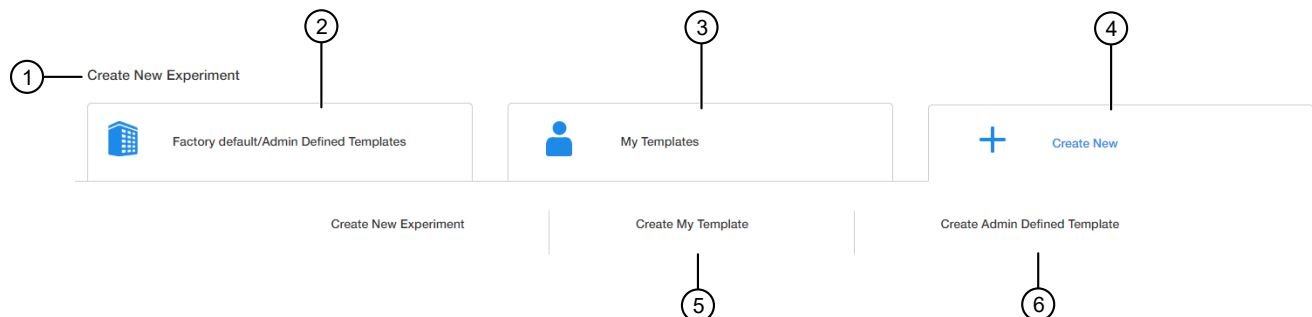 2
3
4
1
Create New Experiment
Factory default/Admin Defined Templates
My Templates
Create New
Create New Experiment
Create My Template
Create Admin Defined Template
5
6